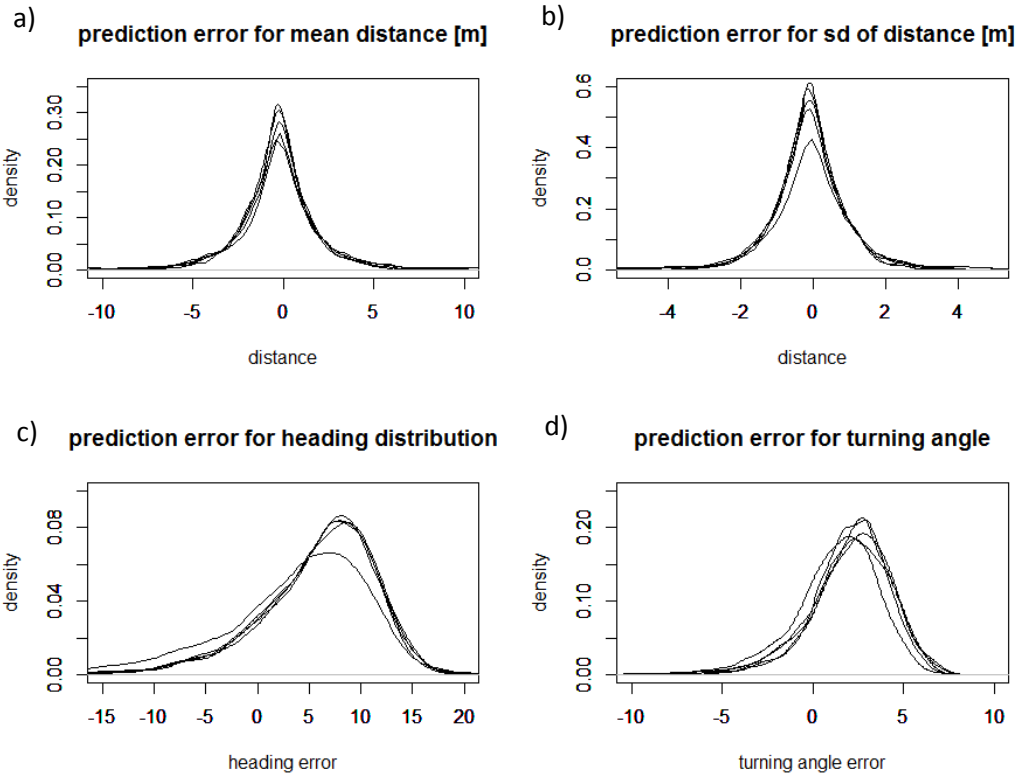 a)
prediction error for mean distance [m]
density
0.00 0.10 0.20 0.30
-10 -5 0 5 10
distance
b)
prediction error for sd of distance [m]
density
0.0 0.2 0.4 0.6
-4 -2 0 2 4
distance
c)
prediction error for heading distribution
density
0.00 0.04 0.08
-15 -10 -5 0 5 10 15 20
heading error
d)
prediction error for turning angle
density
0.00 0.10 0.20
-10 -5 0 5 10
turning angle error